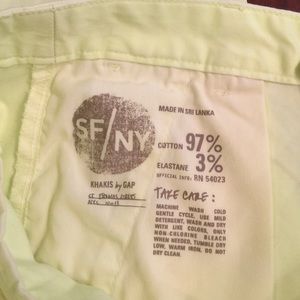 SF/NY
KHAKIS by GAP
MADE IN SRI LANKA
COTTON 97%
ELASTANE 3%
OFFICIAL INFO: RN 54023
TAKE CARE:
MACHINE WASH COLD
GENTLE CYCLE, USE MILD
DETERGENT, WASH AND DRY
WITH LIKE COLORS, ONLY
NON-CHLORINE BLEACH
WHEN NEEDED, TUMBLE DRY
LOW, WARM IRON, DO NOT
DRY CLEAN